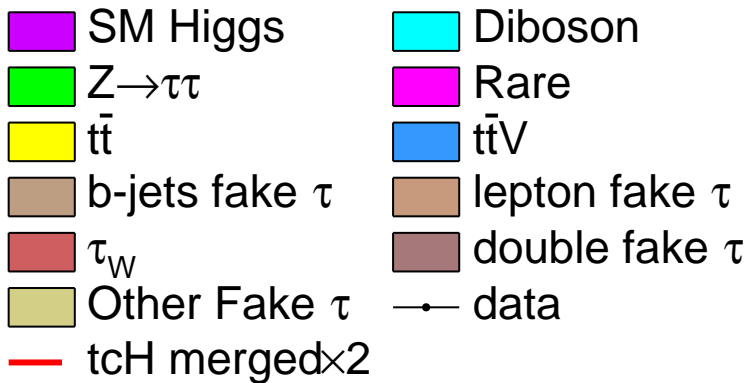 SM Higgs Diboson
Z→ττ Rare
tt̄ tt̄V
b-jets fake τ lepton fake τ
τ_W double fake τ
Other Fake τ data
tcH merged×2